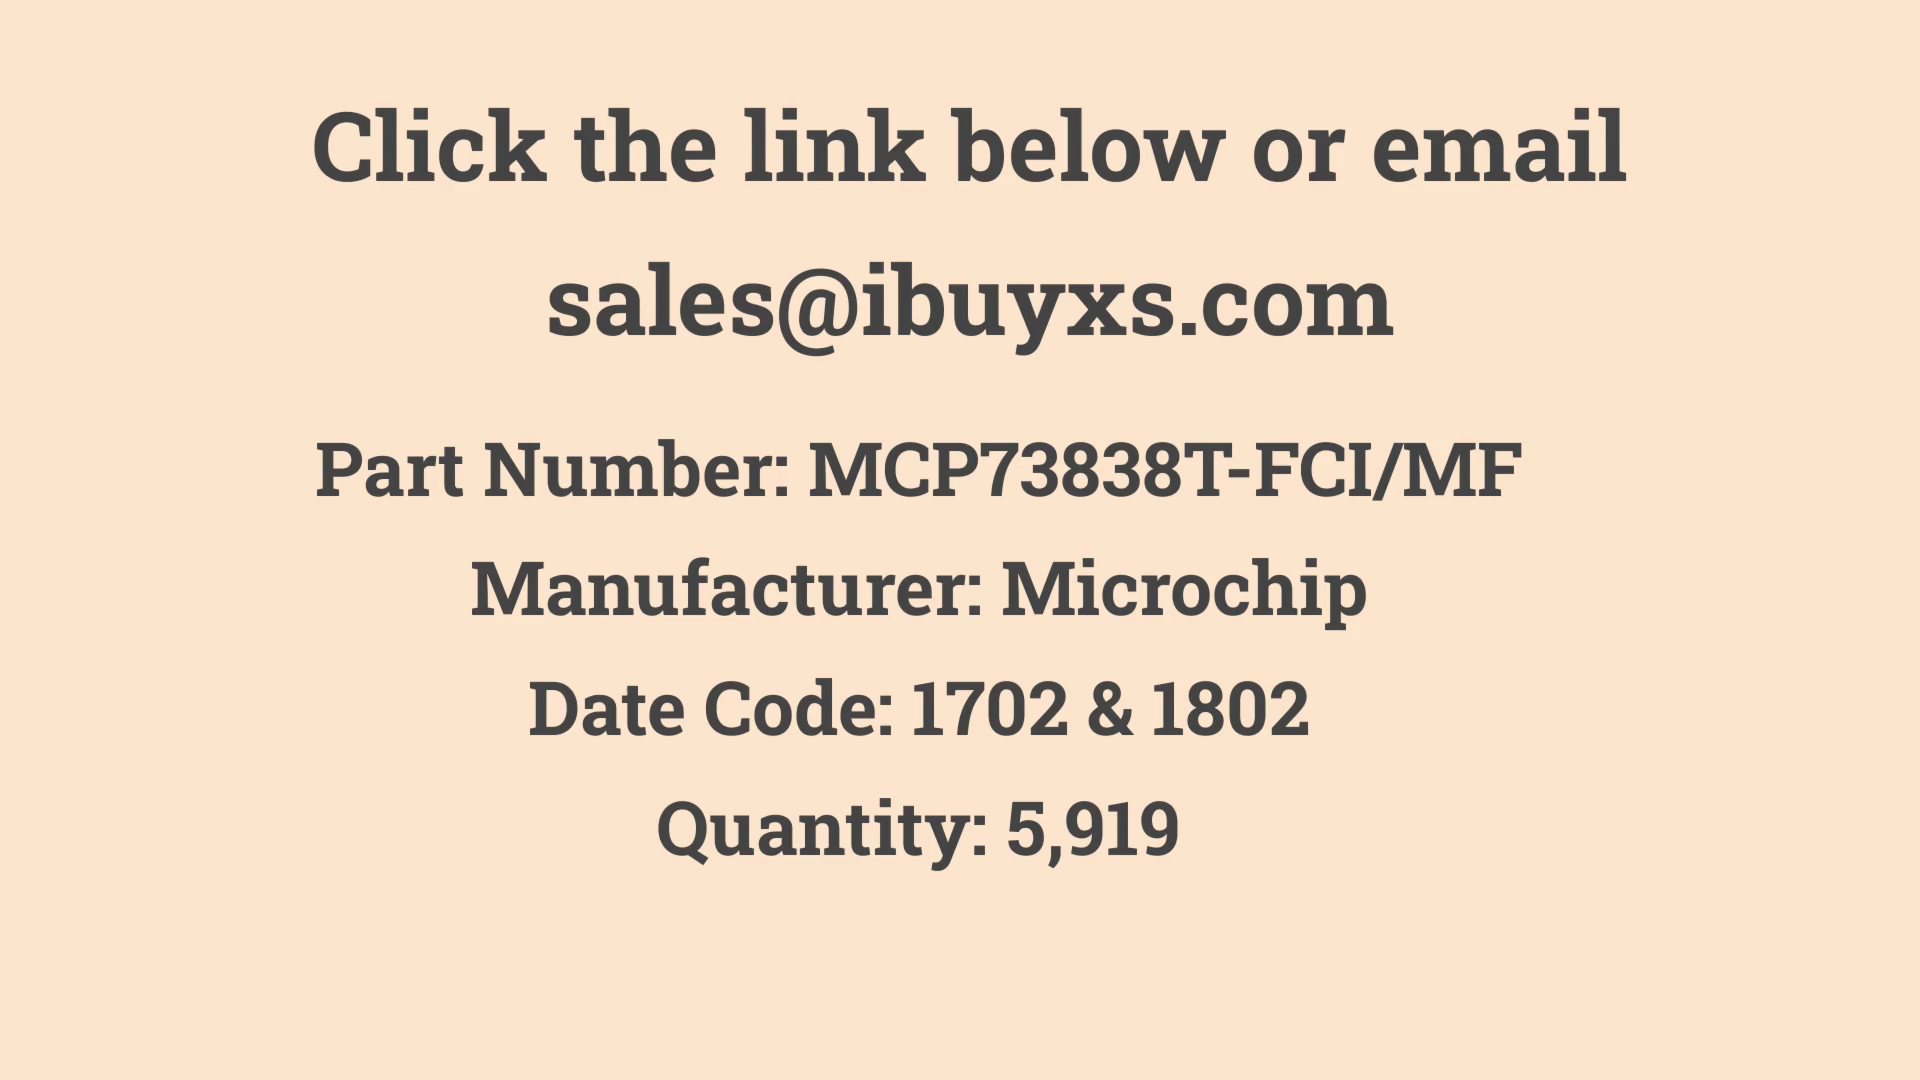 Click the link below or email
sales@ibuyxs.com
Part Number: MCP73838T-FCI/MF
Manufacturer: Microchip
Date Code: 1702 & 1802
Quantity: 5,919